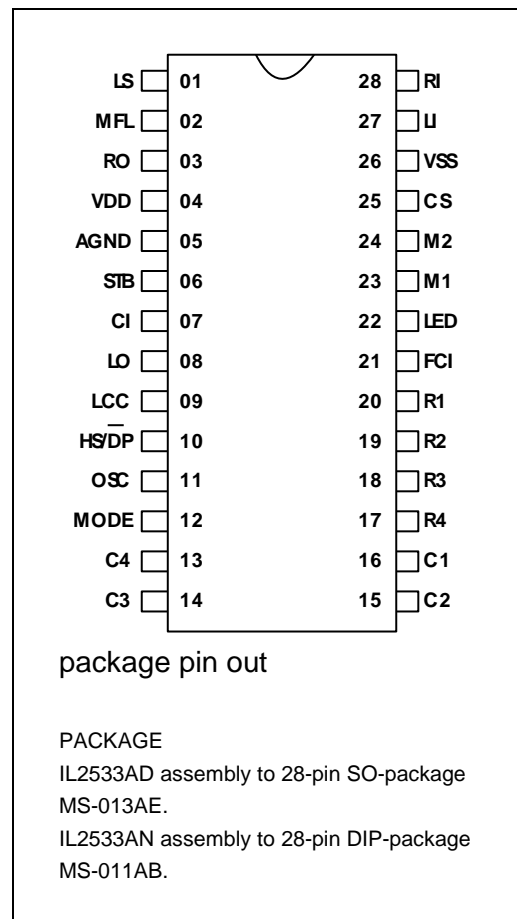 LS 01 28 RI
MFL 02 27 LI
RO 03 26 VSS
VDD 04 25 CS
AGND 05 24 M2
STB 06 23 M1
CI 07 22 LED
LO 08 21 FCI
LCC 09 20 R1
HS/D̅P 10 19 R2
OSC 11 18 R3
MODE 12 17 R4
C4 13 16 C1
C3 14 15 C2
package pin out
PACKAGE
IL2533AD assembly to 28-pin SO-package
MS-013AE.
IL2533AN assembly to 28-pin DIP-package
MS-011AB.